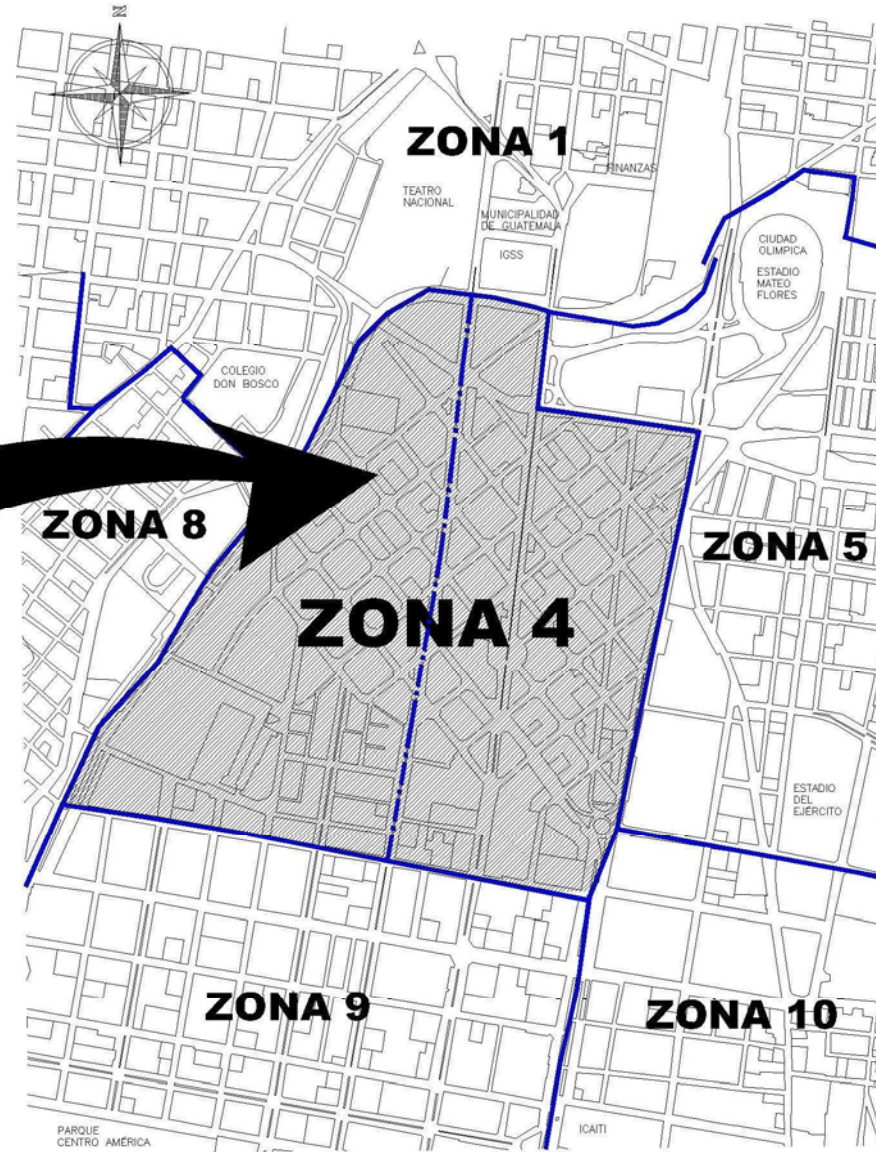 N
ZONA 1
FINANZAS
TEATRO
NACIONAL
MUNICIPALIDAD
DE GUATEMALA
IGSS
CIUDAD
OLIMPICA
ESTADIO
MATEO
FLORES
COLEGIO
DON BOSCO
ZONA 8
ZONA 5
ZONA 4
ESTADIO
DEL
EJÉRCITO
ZONA 9
ZONA 10
PARQUE
CENTRO AMÉRICA
ICAITI